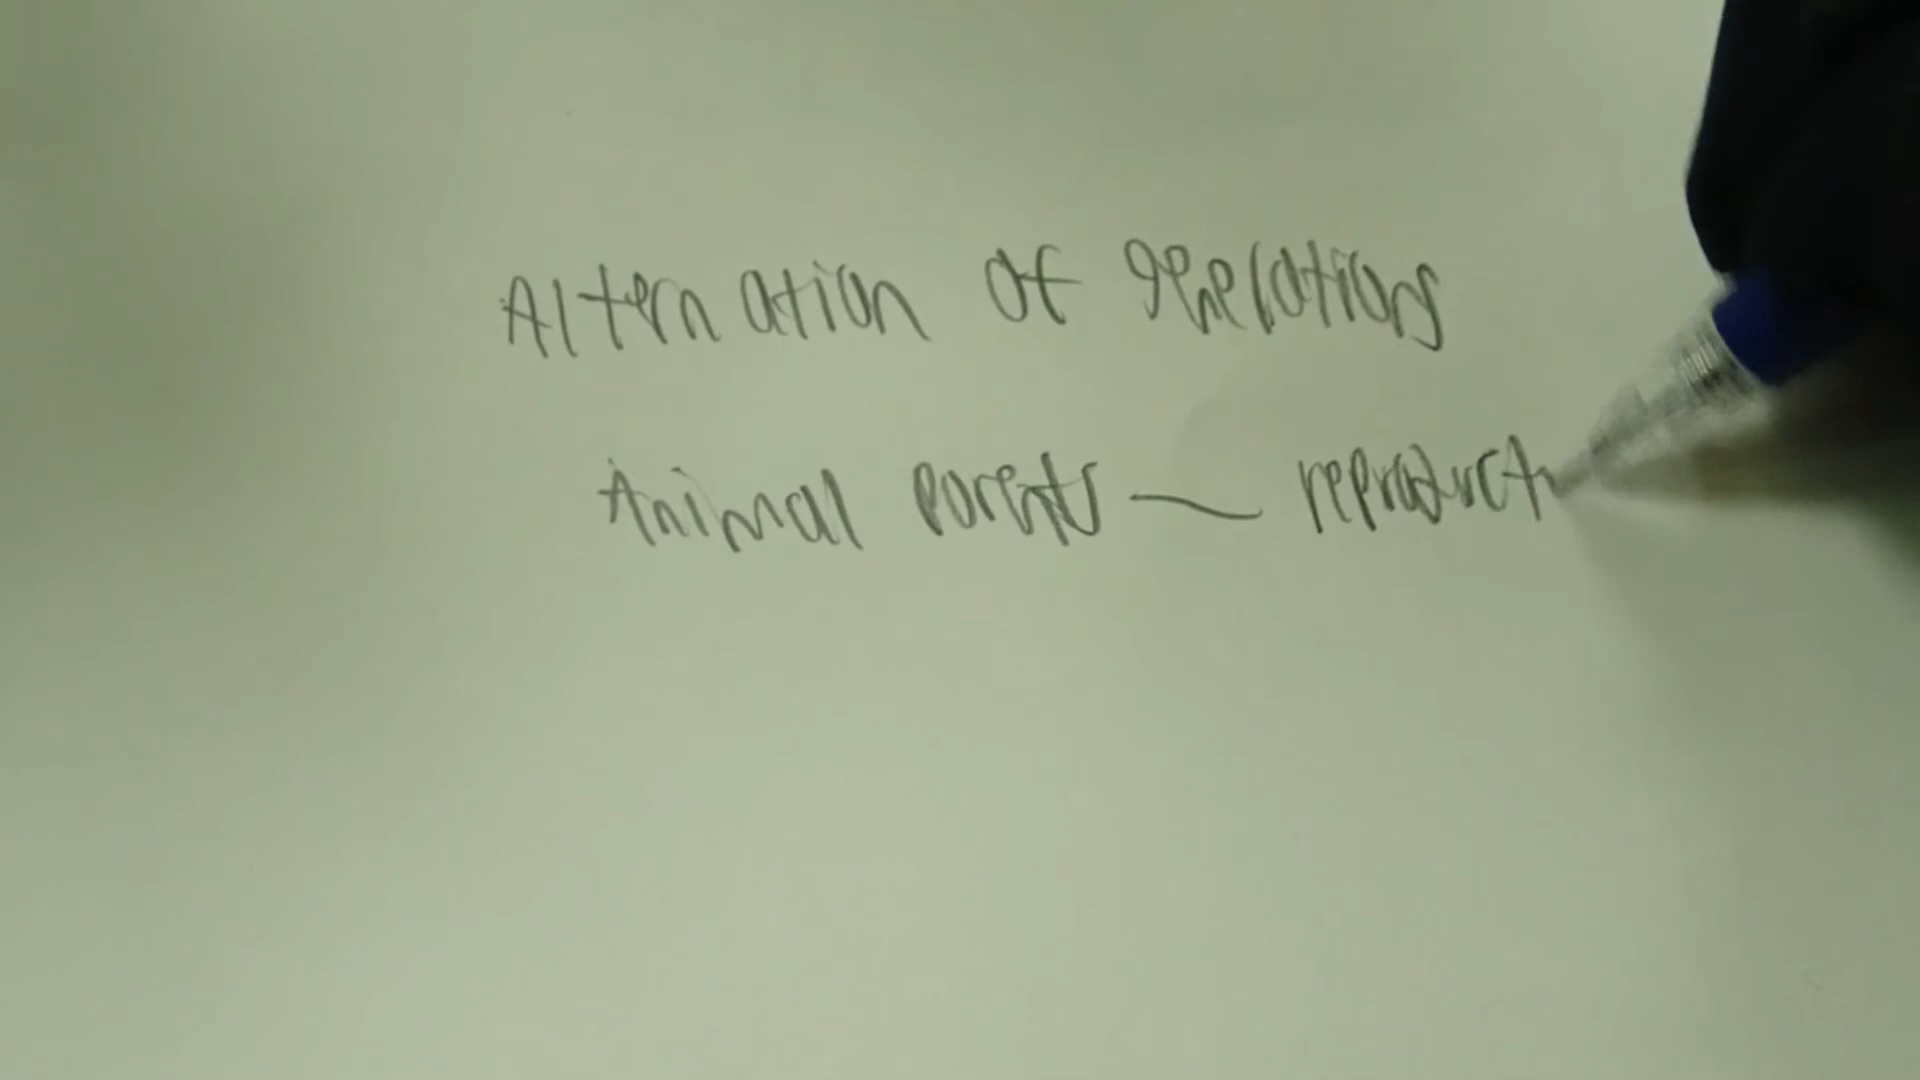 Alternation of generations
Animal parents — reproduct